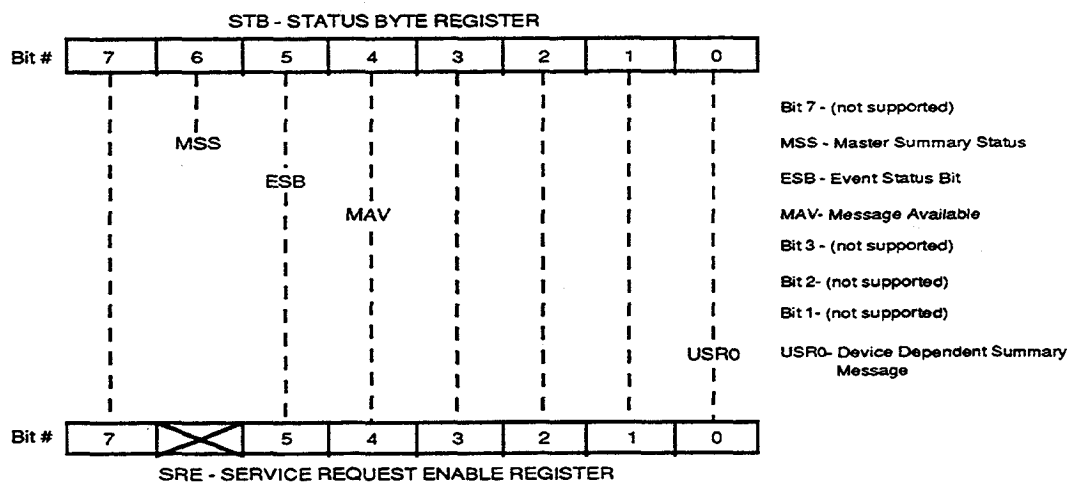 STB - STATUS BYTE REGISTER
Bit # 7 6 5 4 3 2 1 0
Bit 7 - (not supported)
MSS
MSS - Master Summary Status
ESB
ESB - Event Status Bit
MAV
MAV- Message Available
Bit 3 - (not supported)
Bit 2- (not supported)
Bit 1- (not supported)
USR0
USR0- Device Dependent Summary
Message
Bit # 7 5 4 3 2 1 0
SRE - SERVICE REQUEST ENABLE REGISTER